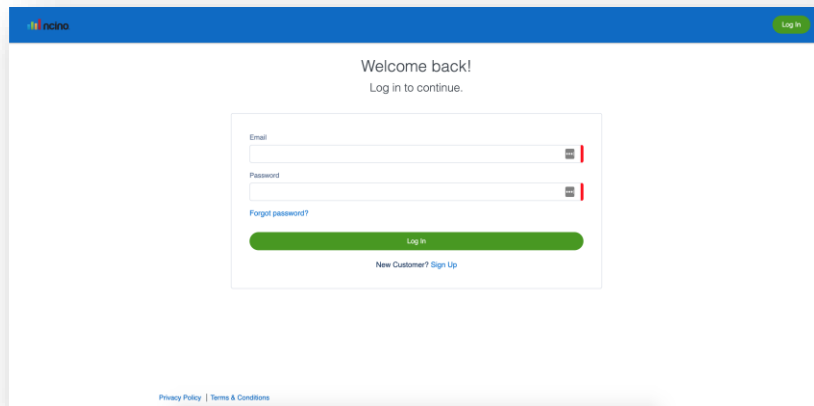 ncino
Log In
Welcome back!
Log in to continue.
Email
Password
Forgot password?
Log In
New Customer? Sign Up
Privacy Policy | Terms & Conditions